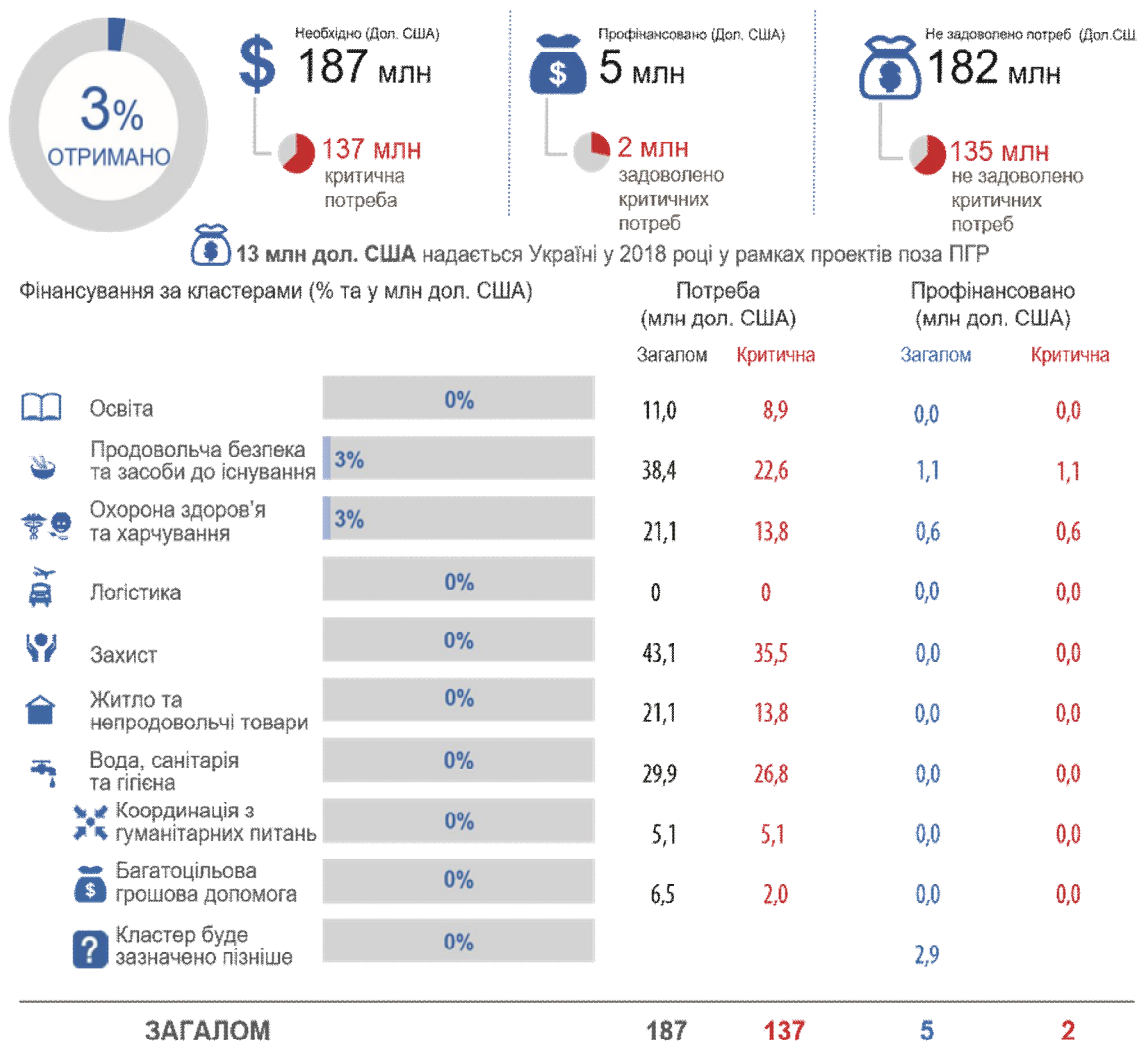 3%
ОТРИМАНО
Необхідно (Дол. США)
187 млн
137 млн
критична
потреба
Профінансовано (Дол. США)
5 млн
2 млн
задоволено
критичних
потреб
Не задоволено потреб (Дол.США
182 млн
135 млн
не задоволено
критичних
потреб
13 млн дол. США надається Україні у 2018 році у рамках проектів поза ПГР
Фінансування за кластерами (% та у млн дол. США)
Потреба
(млн дол. США)
Профінансовано
(млн дол. США)
Загалом Критична Загалом Критична
Освіта 0% 11,0 8,9 0,0 0,0
Продовольча безпека
та засоби до існування 3% 38,4 22,6 1,1 1,1
Охорона здоров'я
та харчування 3% 21,1 13,8 0,6 0,6
Логістика 0% 0 0 0,0 0,0
Захист 0% 43,1 35,5 0,0 0,0
Житло та
непродовольчі товари 0% 21,1 13,8 0,0 0,0
Вода, санітарія
та гігієна 0% 29,9 26,8 0,0 0,0
Координація з
гуманітарних питань 0% 5,1 5,1 0,0 0,0
Багатоцільова
грошова допомога 0% 6,5 2,0 0,0 0,0
Кластер буде
зазначено пізніше 0% 2,9
ЗАГАЛОМ 187 137 5 2